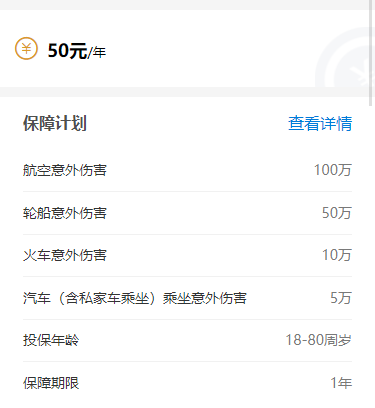 50元/年
保障计划 查看详情
航空意外伤害 100万
轮船意外伤害 50万
火车意外伤害 10万
汽车（含私家车乘坐）乘坐意外伤害 5万
投保年龄 18-80周岁
保障期限 1年